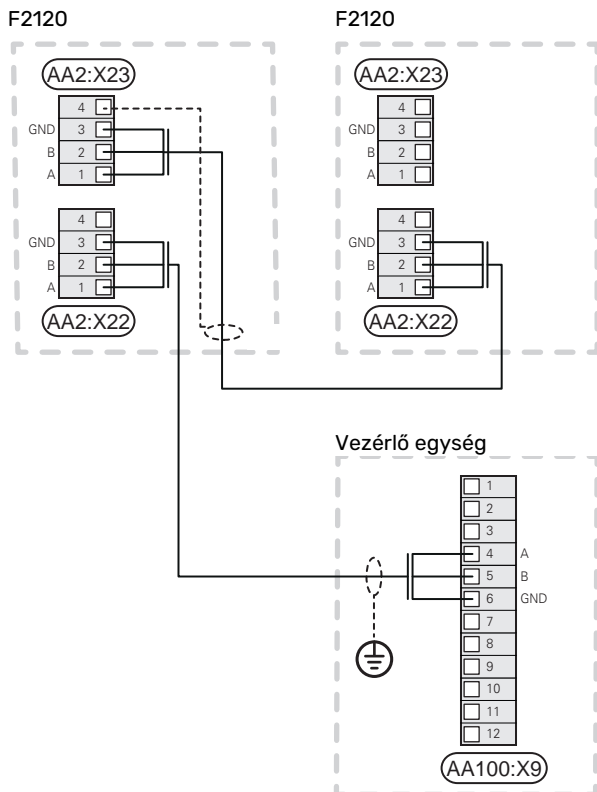 F2120
AA2:X23
4
GND 3
B 2
A 1
4
GND 3
B 2
A 1
AA2:X22
F2120
AA2:X23
4
GND 3
B 2
A 1
4
GND 3
B 2
A 1
AA2:X22
Vezérlő egység
1
2
3
4 A
5 B
6 GND
7
8
9
10
11
12
AA100:X9